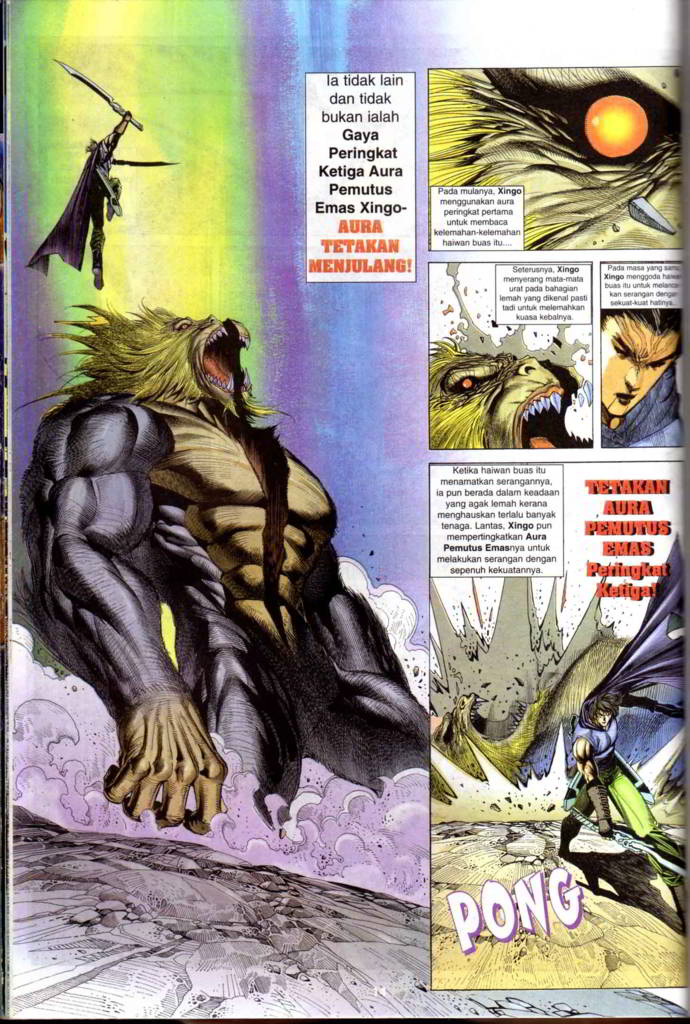 Ia tidak lain
dan tidak
bukan ialah
Gaya
Peringkat
Ketiga Aura
Pemutus
Emas Xingo-
AURA
TETAKAN
MENJULANG!
Pada mulanya, Xingo
menggunakan aura
peringkat pertama
untuk membaca
kelemahan-kelemahan
haiwan buas itu....
Seterusnya, Xingo
menyerang mata-mata
urat pada bahagian
lemah yang dikenal pasti
tadi untuk melemahkan
kuasa kebalnya.
Pada masa yang sama,
Xingo menggoda haiwan
buas itu untuk melancar-
kan serangan dengan
sekuat-kuat hatinya.
Ketika haiwan buas itu
menamatkan serangannya,
ia pun berada dalam keadaan
yang agak lemah kerana
menghauskan terlalu banyak
tenaga. Lantas, Xingo pun
mempertingkatkan Aura
Pemutus Emasnya untuk
melakukan serangan dengan
sepenuh kekuatannya.
TETAKAN
AURA
PEMUTUS
EMAS
Peringkat
Ketiga!
PONG
14